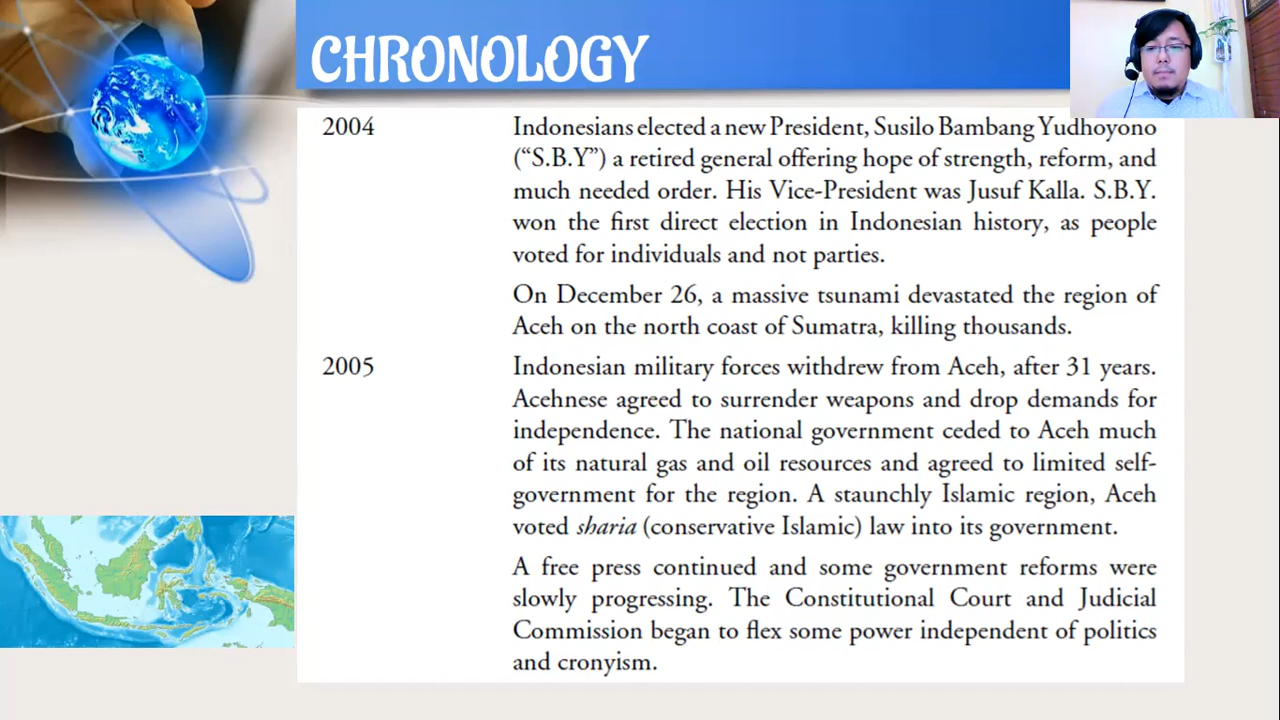 CHRONOLOGY
2004 Indonesians elected a new President, Susilo Bambang Yudhoyono
(“S.B.Y”) a retired general offering hope of strength, reform, and
much needed order. His Vice-President was Jusuf Kalla. S.B.Y.
won the first direct election in Indonesian history, as people
voted for individuals and not parties.
On December 26, a massive tsunami devastated the region of
Aceh on the north coast of Sumatra, killing thousands.
2005 Indonesian military forces withdrew from Aceh, after 31 years.
Acehnese agreed to surrender weapons and drop demands for
independence. The national government ceded to Aceh much
of its natural gas and oil resources and agreed to limited self-
government for the region. A staunchly Islamic region, Aceh
voted sharia (conservative Islamic) law into its government.
A free press continued and some government reforms were
slowly progressing. The Constitutional Court and Judicial
Commission began to flex some power independent of politics
and cronyism.